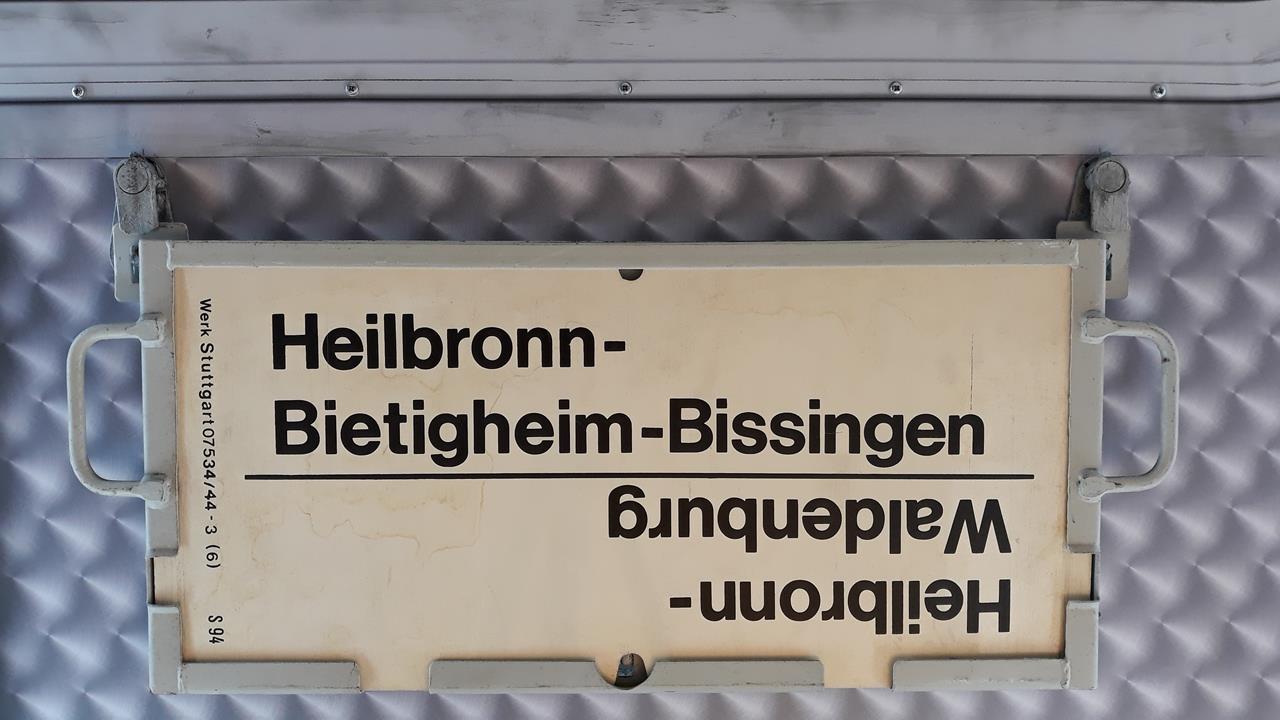 Heilbronn-
Bietigheim-Bissingen
Heilbronn-
Waldenburg
Werk Stuttgart 07534/44-3 (6) S 94